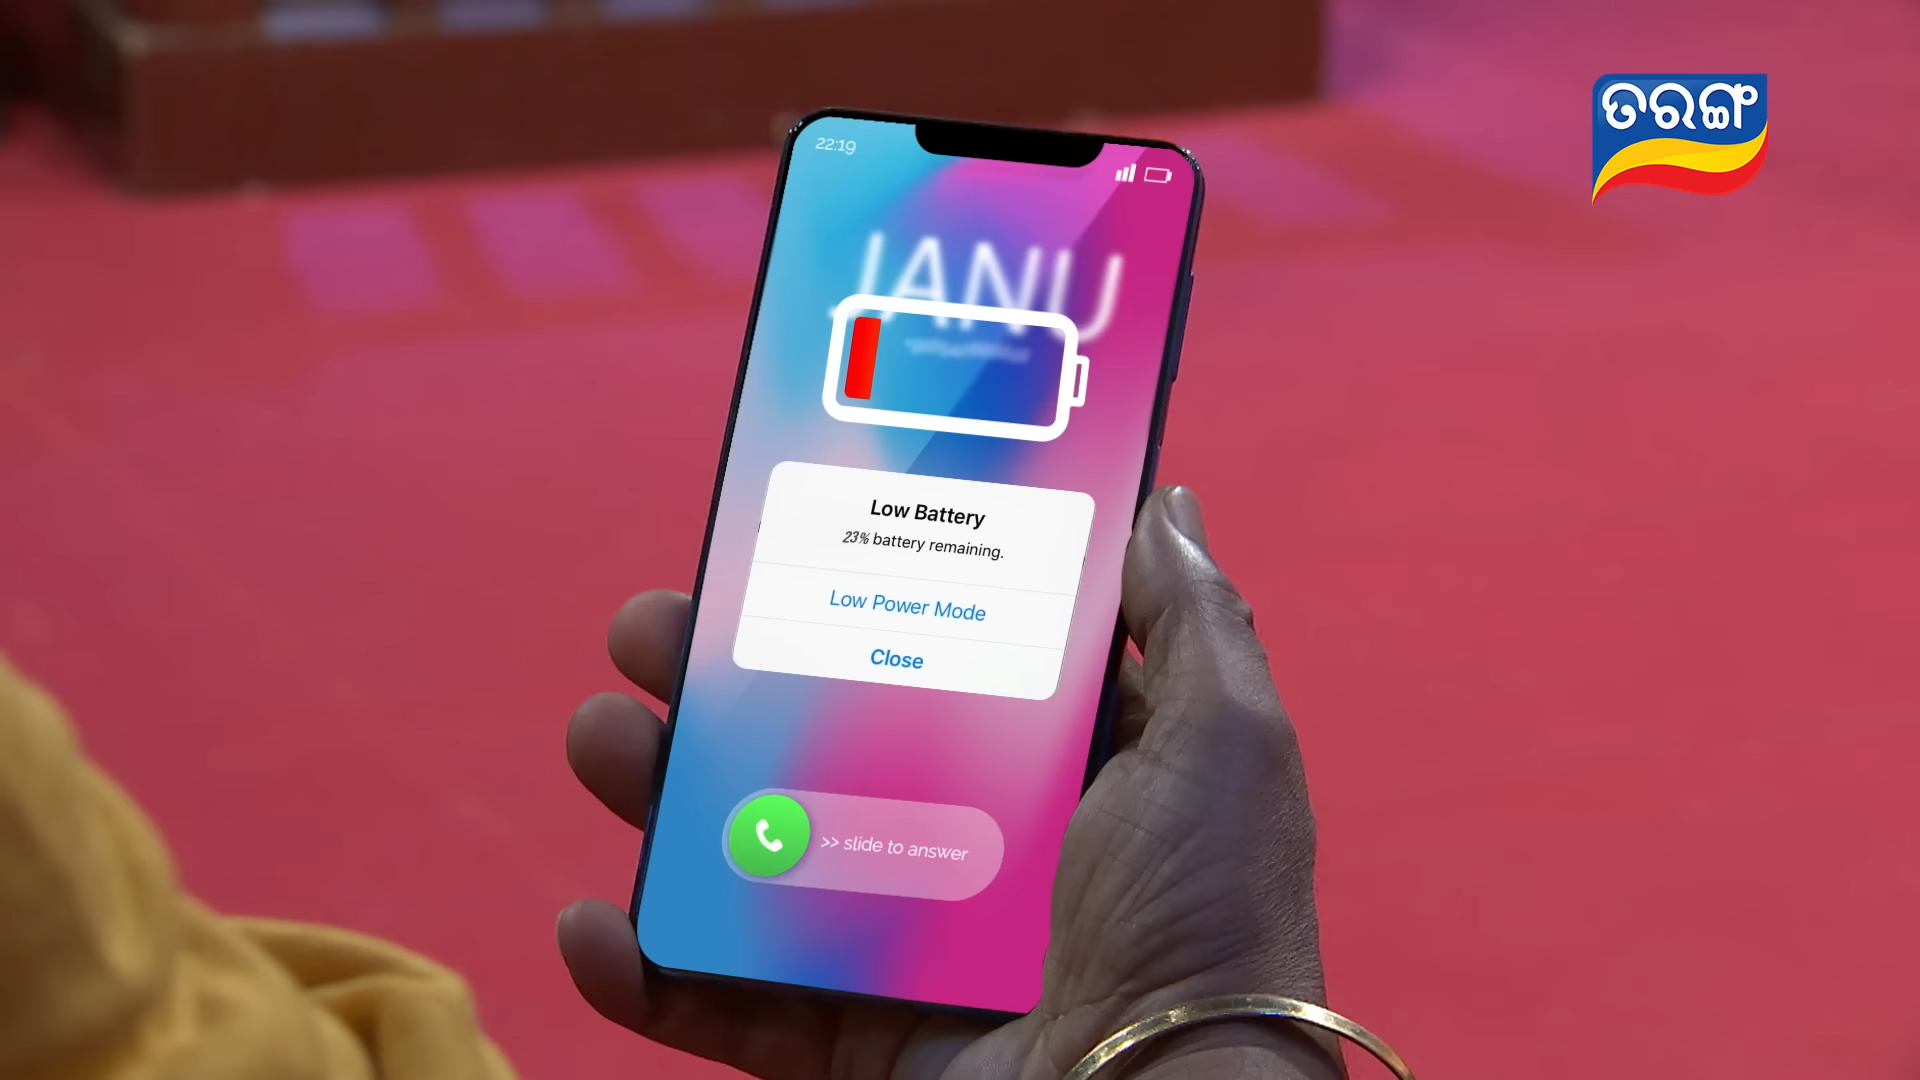 ତରଙ୍ଗ
22:19
JANU
Low Battery
23% battery remaining.
Low Power Mode
Close
>> slide to answer